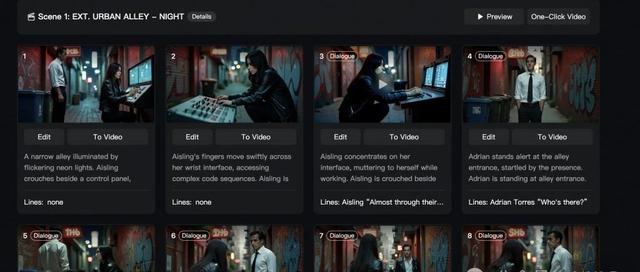 Scene 1: EXT. URBAN ALLEY – NIGHT Details
Preview One-Click Video
1
2
3 Dialogue
4 Dialogue
Edit To Video
Edit To Video
Edit To Video
Edit To Video
A narrow alley illuminated by
flickering neon lights. Aisling
crouches beside a control panel,
Lines: none
Aisling's fingers move swiftly across
her wrist interface, accessing
complex code sequences. Aisling is
Lines: none
Aisling concentrates on her
interface, muttering to herself while
working. Aisling is crouched beside
Lines: Aisling "Almost through their...
Adrian stands alert at the alley
entrance, startled by the presence.
Adrian is standing at alley entrance.
Lines: Adrian Torres "Who's there?"
5 Dialogue
6 Dialogue
7 Dialogue
8 Dialogue